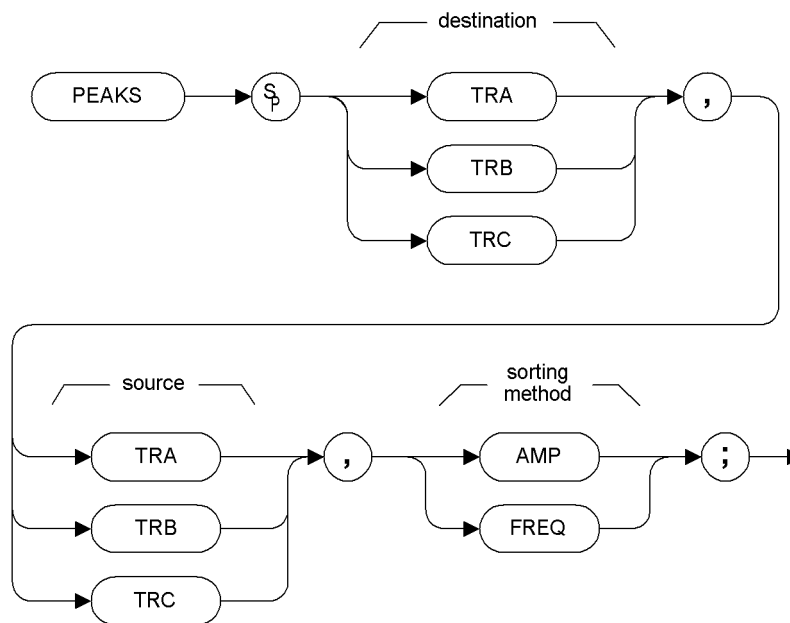 destination
PEAKS SP TRA ,
TRB
TRC
source
sorting
method
TRA , AMP ;
TRB FREQ
TRC